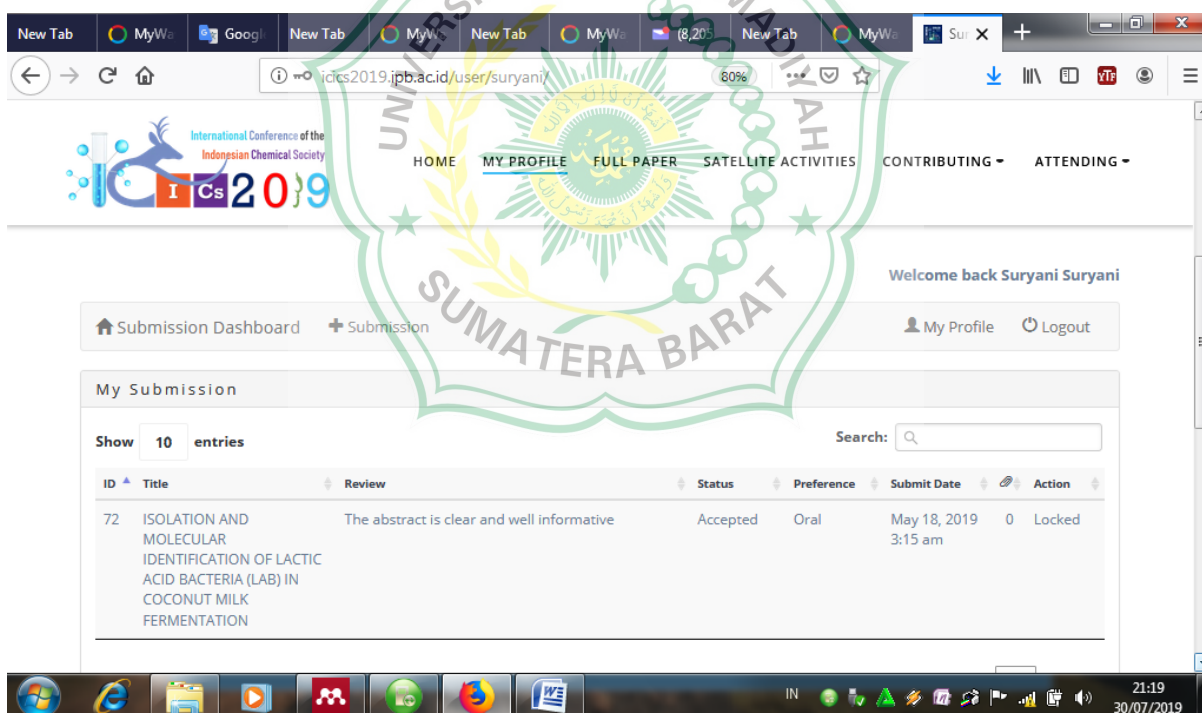 New Tab MyWa Googl New Tab MyW New Tab MyWa (8,205 New Tab MyWa Sur
icics2019.ipb.ac.id/user/suryani/ 80%
International Conference of the
Indonesian Chemical Society
ICICs2019
HOME MY PROFILE FULL PAPER SATELLITE ACTIVITIES CONTRIBUTING ATTENDING
SUMATERA BARAT
Welcome back Suryani Suryani
Submission Dashboard + Submission My Profile Logout
My Submission
Show 10 entries Search:
ID Title Review Status Preference Submit Date Action
72 ISOLATION AND The abstract is clear and well informative Accepted Oral May 18, 2019 0 Locked
MOLECULAR 3:15 am
IDENTIFICATION OF LACTIC
ACID BACTERIA (LAB) IN
COCONUT MILK
FERMENTATION
IN 21:19
30/07/2019